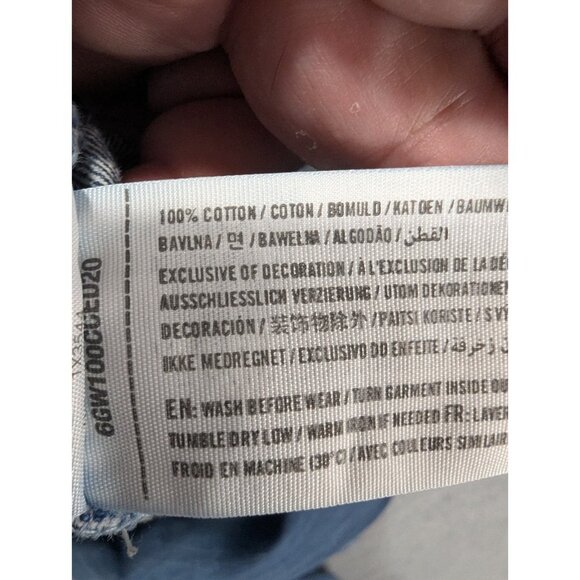 100% COTTON / COTON / BOMULD / KATOEN / BAUMW
BAVLNA / 면 / BAWEŁNA / ALGODÃO / القطن
EXCLUSIVE OF DECORATION / À L'EXCLUSION DE LA DÉ
AUSSCHLIESSLICH VERZIERUNG / UTOM DEKORATIONE
DECORACIÓN / 装饰物除外 / PAITSI KORISTE / S VÝ
IKKE MEDREGNET / EXCLUSIVO DO ENFEITE / زخرفة
EN: WASH BEFORE WEAR / TURN GARMENT INSIDE OU
TUMBLE DRY LOW / WARM IRON IF NEEDED FR: LAVER
FROID EN MACHINE (30°C) / AVEC COULEURS SIMILAIR
6GW100CCED20